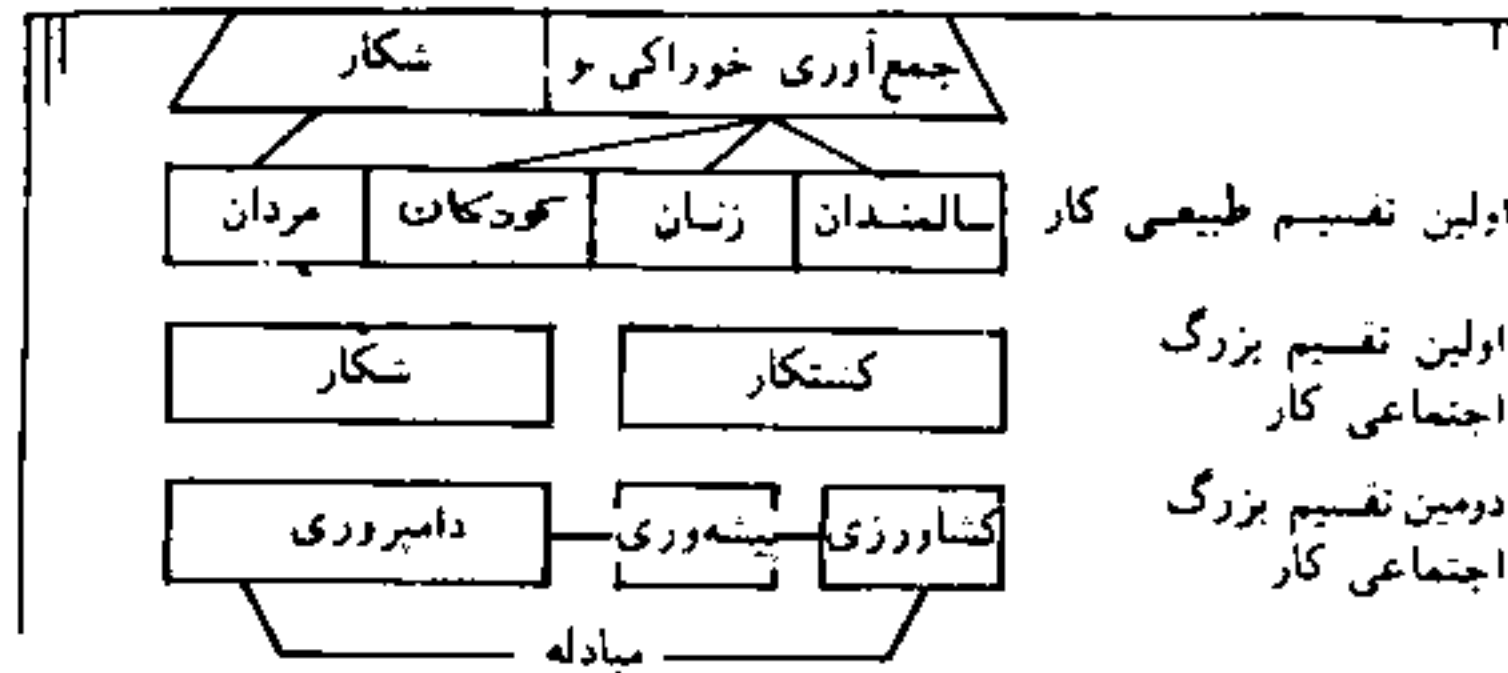 جمع‌آوری خوراکی و شکار
اولین تقسیم طبیعی کار سالمندان زنان کودکان مردان
اولین تقسیم بزرگ
اجتماعی کار
کشتکار شکار
دومین تقسیم بزرگ
اجتماعی کار
کشاورزی پیشه‌وری دامپروری
مبادله